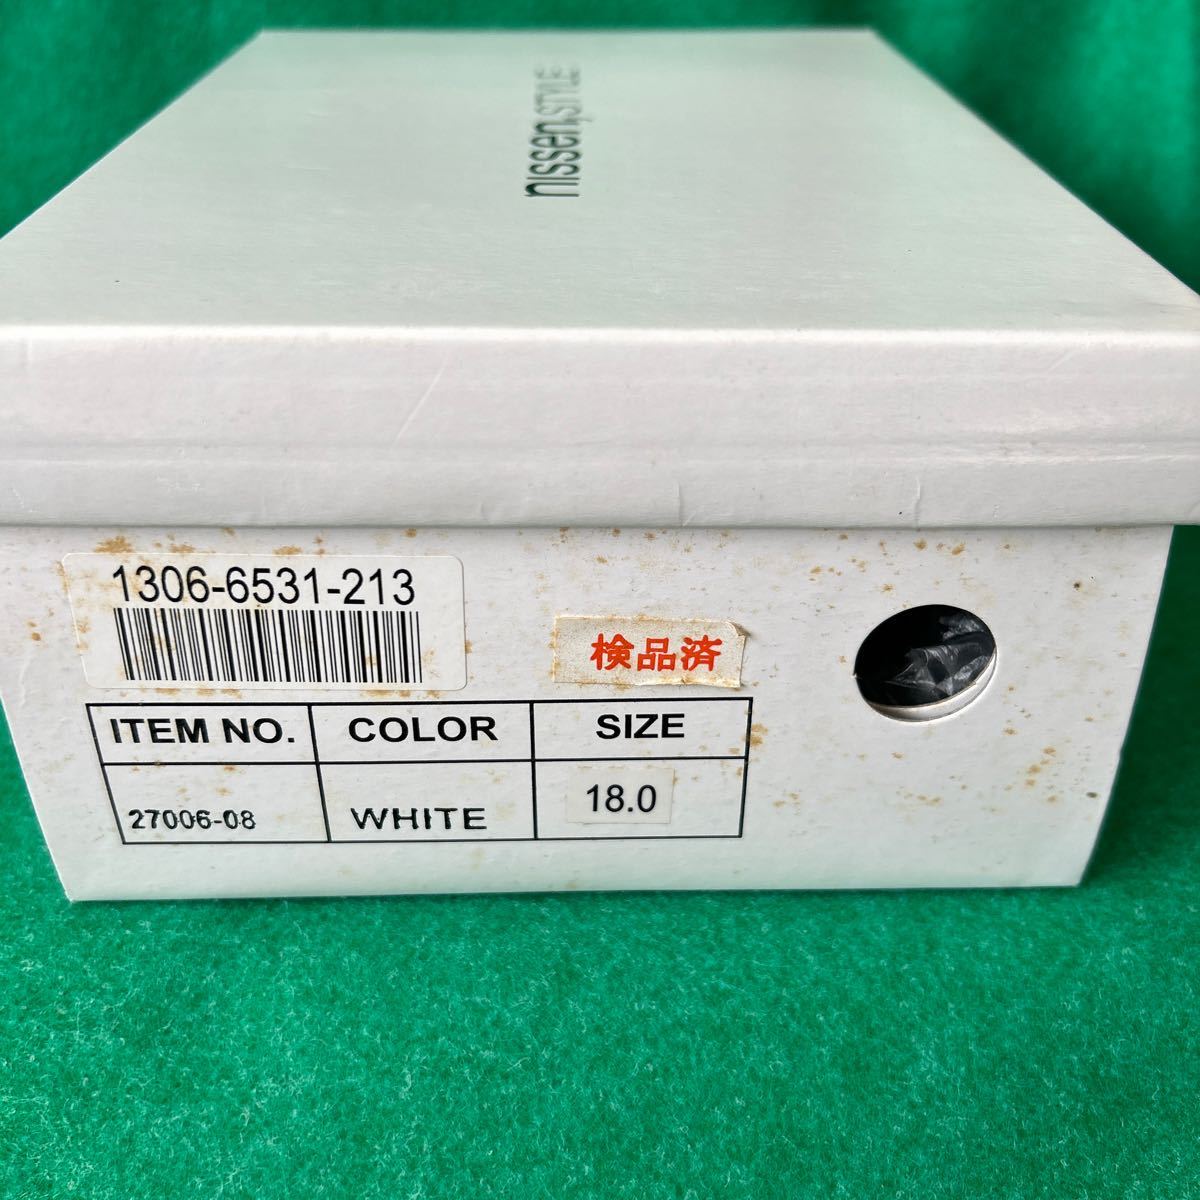 nissen,STYLE
1306-6531-213
検品済
ITEM NO. COLOR SIZE
27006-08 WHITE 18.0